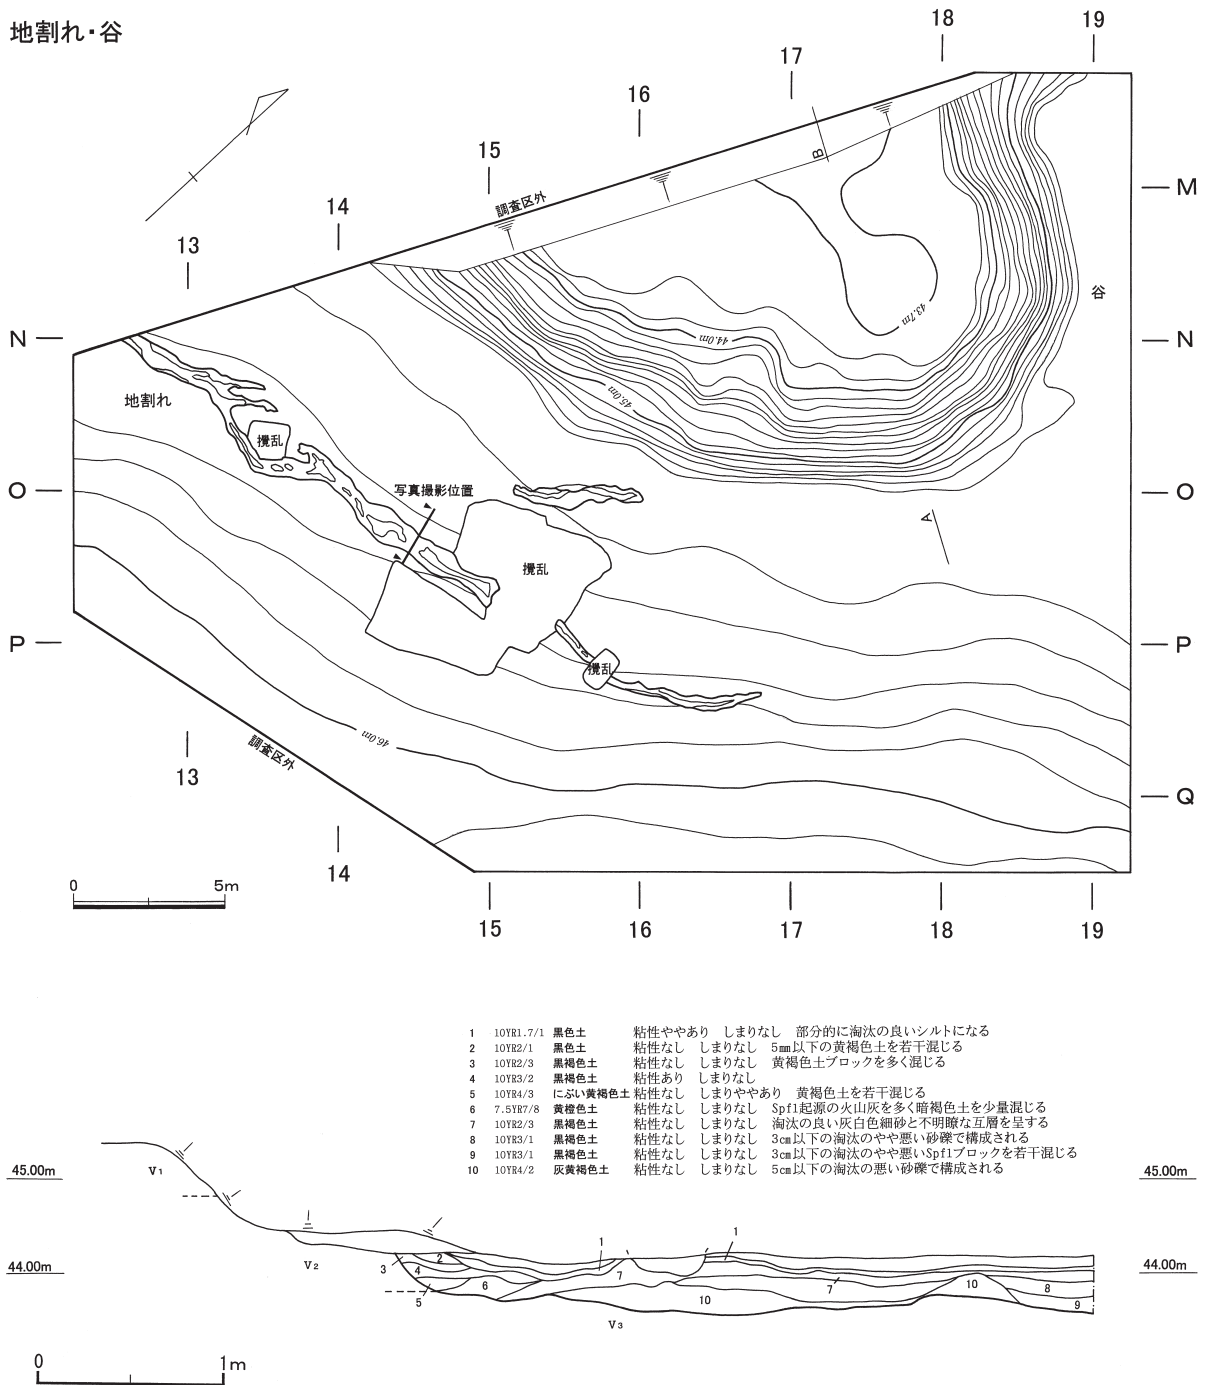 地割れ・谷
18
19
17
16
15
14
13
B
調査区外
M
谷
43.7m
N
N
44.0m
45.0m
地割れ
攪乱
写真撮影位置
O
O
A
攪乱
P
P
攪乱
46.0m
調査区外
13
Q
14
0 5m
15
16
17
18
19
1 10YR1.7/1 黒色土 粘性ややあり しまりなし 部分的に淘汰の良いシルトになる
2 10YR2/1 黒色土 粘性なし しまりなし 5㎜以下の黄褐色土を若干混じる
3 10YR2/3 黒褐色土 粘性なし しまりなし 黄褐色土ブロックを多く混じる
4 10YR3/2 黒褐色土 粘性あり しまりなし
5 10YR4/3 にぶい黄褐色土 粘性なし しまりややあり 黄褐色土を若干混じる
6 7.5YR7/8 黄橙色土 粘性なし しまりなし Spfl起源の火山灰を多く暗褐色土を少量混じる
7 10YR2/3 黒褐色土 粘性なし しまりなし 淘汰の良い灰白色細砂と不明瞭な互層を呈する
8 10YR3/1 黒褐色土 粘性なし しまりなし 3㎝以下の淘汰のやや悪い砂礫で構成される
9 10YR3/1 黒褐色土 粘性なし しまりなし 3㎝以下の淘汰のやや悪いSpflブロックを若干混じる
10 10YR4/2 灰黄褐色土 粘性なし しまりなし 5㎝以下の淘汰の悪い砂礫で構成される
45.00m
V1
45.00m
44.00m
V2
3
2
4
5
6
1
7
1
7
10
10
8
9
44.00m
V3
0 1m